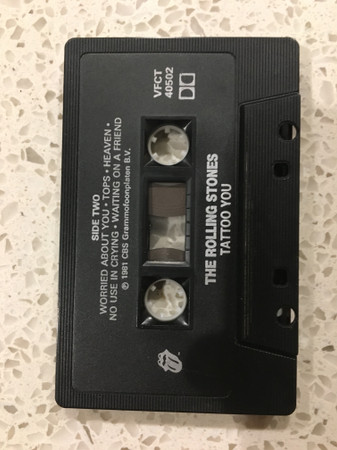 SIDE TWO
WORRIED ABOUT YOU • TOPS • HEAVEN •
NO USE IN CRYING • WAITING ON A FRIEND
℗ 1981 CBS Grammofoonplaten B.V.
VFCT
40502
THE ROLLING STONES
TATTOO YOU